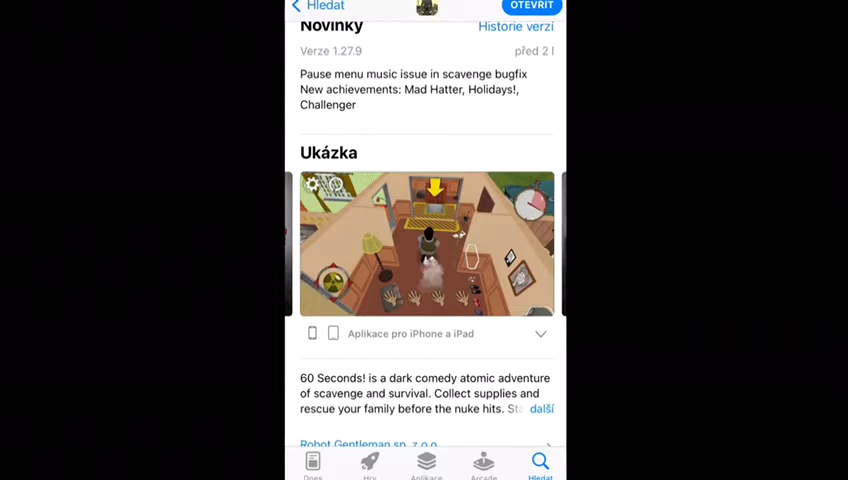 Hledat
OTEVŘÍT
Novinky
Historie verzí
Verze 1.27.9
před 2 l
Pause menu music issue in scavenge bugfix
New achievements: Mad Hatter, Holidays!,
Challenger
Ukázka
Aplikace pro iPhone a iPad
60 Seconds! is a dark comedy atomic adventure
of scavenge and survival. Collect supplies and
rescue your family before the nuke hits. Sta
další
Robot Gentleman sp. z o.o.
Dnes
Hry
Aplikace
Arcade
Hledat